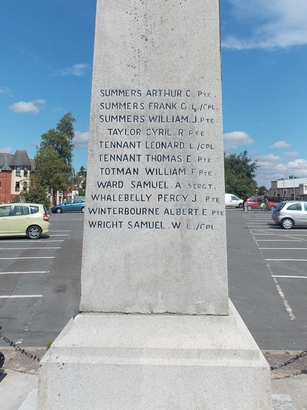 SUMMERS ARTHUR C. PTE
SUMMERS FRANK G. L/CPL.
SUMMERS WILLIAM. J. PTE
TAYLOR CYRIL. R. PTE.
TENNANT LEONARD. L/CPL
TENNANT THOMAS. E. PTE.
TOTMAN WILLIAM F. PTE
WARD SAMUEL. A. SERGT.
WHALEBELLY PERCY J. PTE
WINTERBOURNE ALBERT. E. PTE
WRIGHT SAMUEL. W. L/CPL